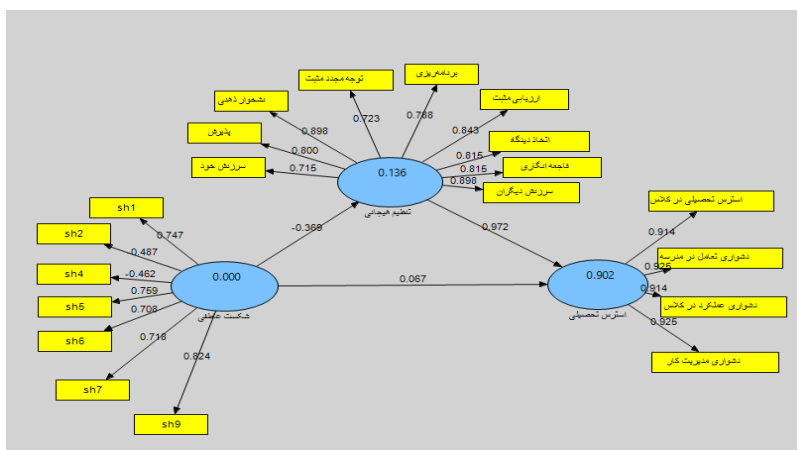 توجه مجدد مثبت
برنامه‌ریزی
0.723
0.788
نشخوار ذهنی
ارزیابی مثبت
0.898
0.843
پذیرش
اتخاذ دیدگاه
0.800
0.815
سرزنش خود
فاجعه انگاری
0.715
0.136
0.815
0.898
سرزنش دیگران
تنظیم هیجانی
sh1
استرس تحصیلی در کلاس
0.747
-0.369
0.972
0.914
sh2
-0.487
دشواری تعامل در مدرسه
0.925
sh4
-0.462
0.000
0.067
0.902
0.914
sh5
0.759
دشواری عملکرد در کلاس
0.708
شکست عاطفی
استرس تحصیلی
0.925
sh6
0.718
0.824
دشواری مدیریت کار
sh7
sh9